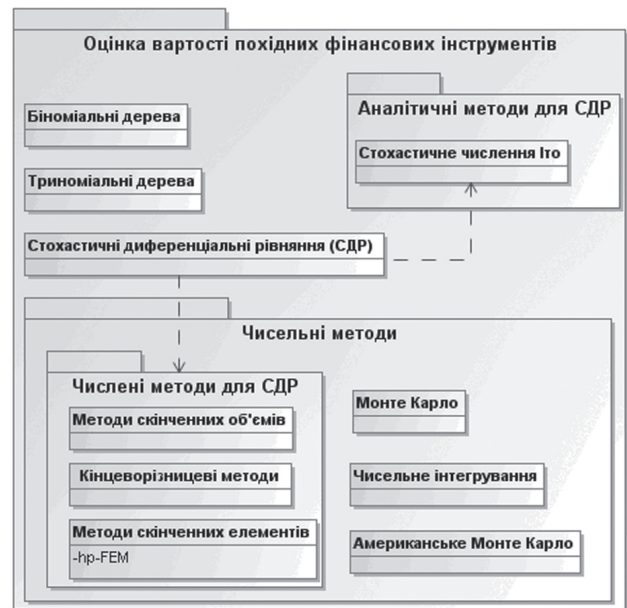 Оцінка вартості похідних фінансових інструментів
Біноміальні дерева
Триноміальні дерева
Аналітичні методи для СДР
Стохастичне числення Іто
Стохастичні диференціальні рівняння (СДР)
Чисельні методи
Числені методи для СДР
Методи скінченних об'ємів
Кінцеворізницеві методи
Методи скінченних елементів
-hp-FEM
Монте Карло
Чисельне інтегрування
Американське Монте Карло